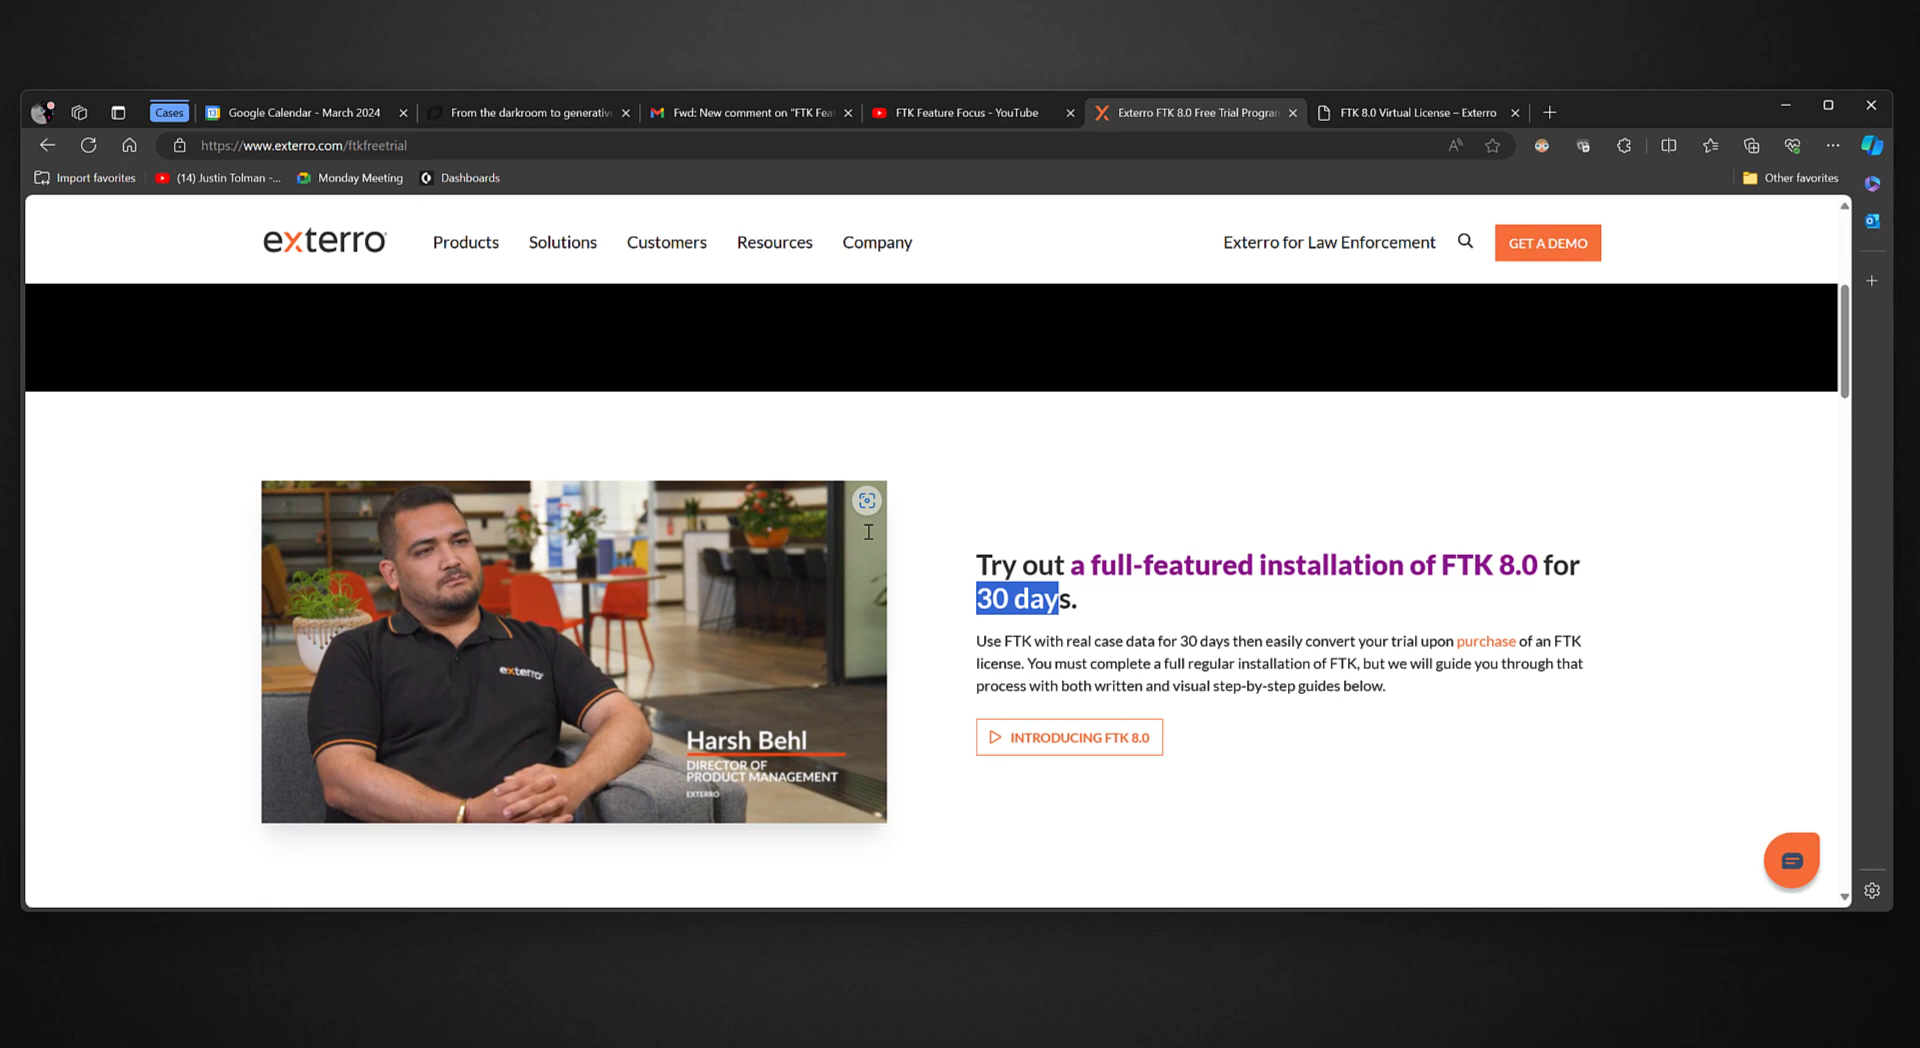 Cases
Google Calendar - March 2024
From the darkroom to generative
Fwd: New comment on "FTK Feat
FTK Feature Focus - YouTube
Exterro FTK 8.0 Free Trial Program
FTK 8.0 Virtual License – Exterro
https://www.exterro.com/ftkfreetrial
Import favorites
(14) Justin Tolman -...
Monday Meeting
Dashboards
Other favorites
exterro
Products
Solutions
Customers
Resources
Company
Exterro for Law Enforcement
GET A DEMO
exterro
Harsh Behl
DIRECTOR OF
PRODUCT MANAGEMENT
EXTERRO
Try out a full-featured installation of FTK 8.0 for
30 days.
Use FTK with real case data for 30 days then easily convert your trial upon purchase of an FTK
license. You must complete a full regular installation of FTK, but we will guide you through that
process with both written and visual step-by-step guides below.
INTRODUCING FTK 8.0